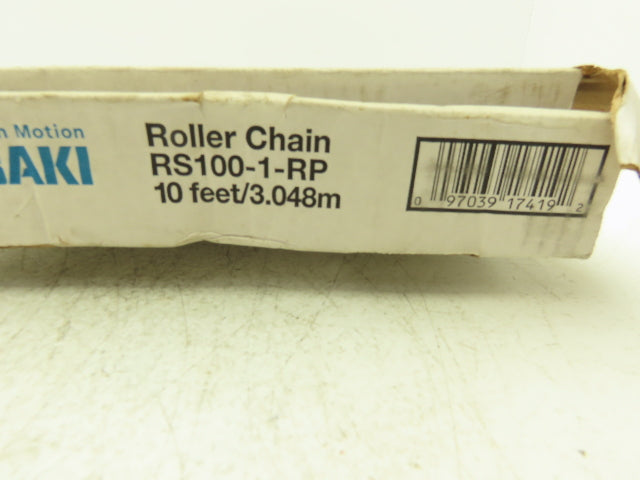 n Motion
AKI
Roller Chain
RS100-1-RP
10 feet/3.048m
0 97039 17419 2